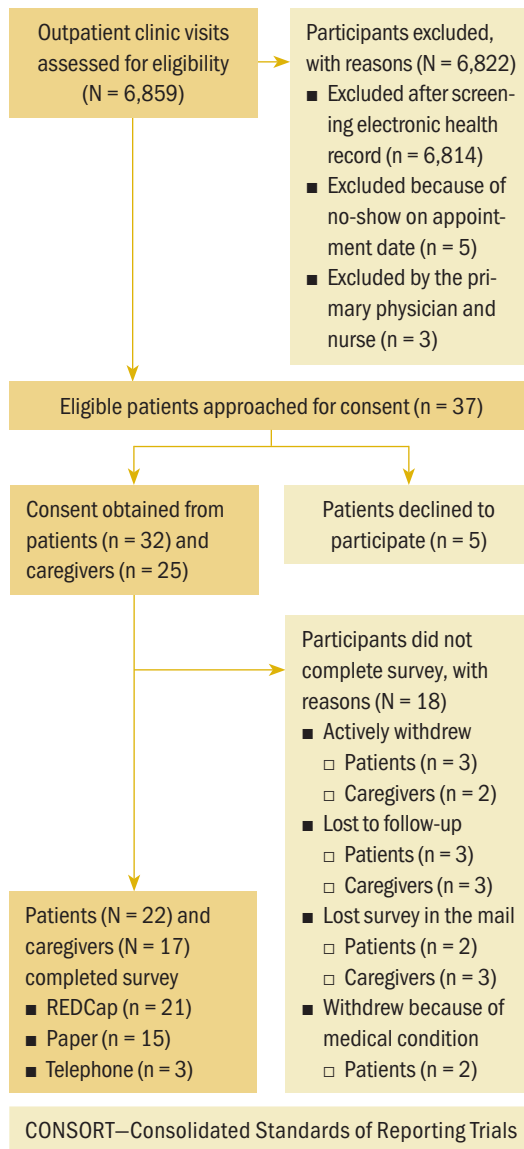 Outpatient clinic visits
assessed for eligibility
(N = 6,859)
Participants excluded,
with reasons (N = 6,822)
■ Excluded after screen-
ing electronic health
record (n = 6,814)
■ Excluded because of
no-show on appoint-
ment date (n = 5)
■ Excluded by the pri-
mary physician and
nurse (n = 3)
Eligible patients approached for consent (n = 37)
Consent obtained from
patients (n = 32) and
caregivers (n = 25)
Patients declined to
participate (n = 5)
Participants did not
complete survey, with
reasons (N = 18)
■ Actively withdrew
□ Patients (n = 3)
□ Caregivers (n = 2)
■ Lost to follow-up
□ Patients (n = 3)
□ Caregivers (n = 3)
■ Lost survey in the mail
□ Patients (n = 2)
□ Caregivers (n = 3)
■ Withdrew because of
medical condition
□ Patients (n = 2)
Patients (N = 22) and
caregivers (N = 17)
completed survey
■ REDCap (n = 21)
■ Paper (n = 15)
■ Telephone (n = 3)
CONSORT—Consolidated Standards of Reporting Trials